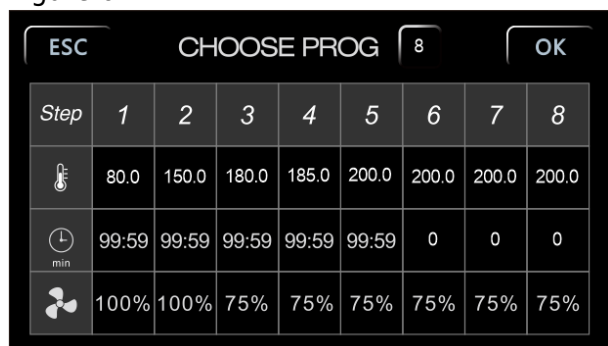 ESC CHOOSE PROG 8 OK
Step 1 2 3 4 5 6 7 8
80.0 150.0 180.0 185.0 200.0 200.0 200.0 200.0
99:59 99:59 99:59 99:59 99:59 0 0 0
min
100% 100% 75% 75% 75% 75% 75% 75%